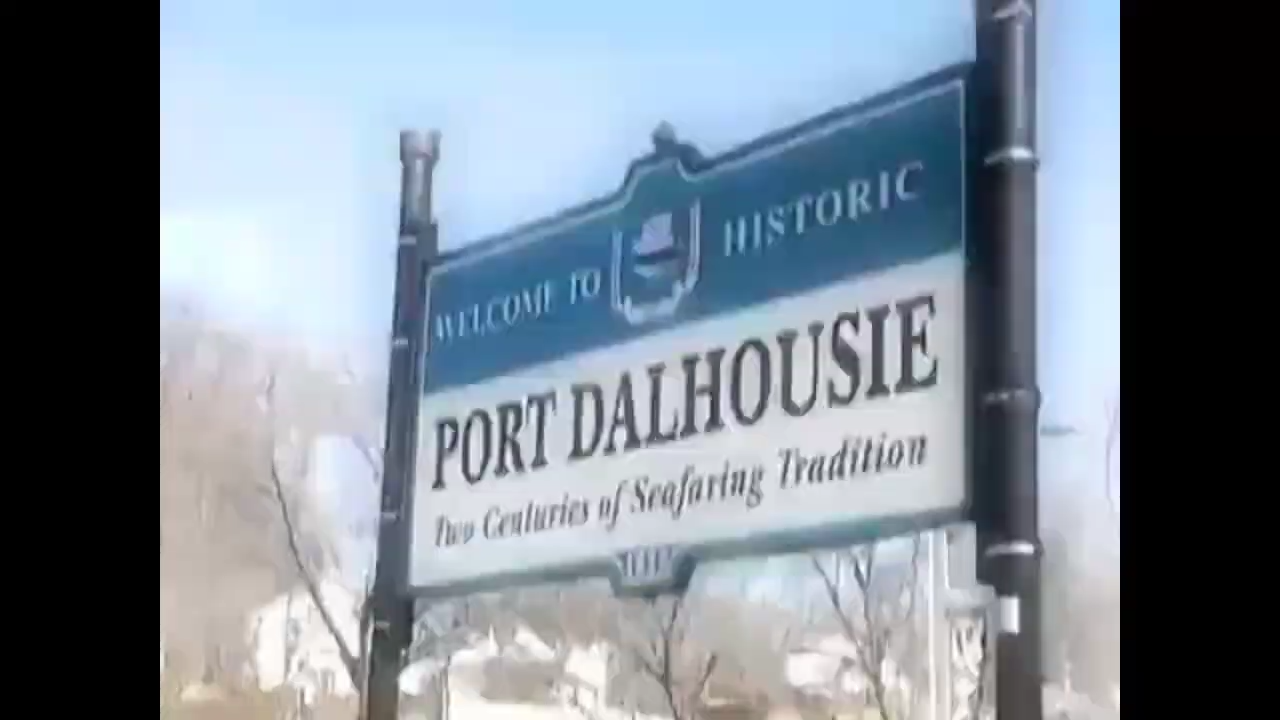 WELCOME TO HISTORIC
PORT DALHOUSIE
Two Centuries of Seafaring Tradition